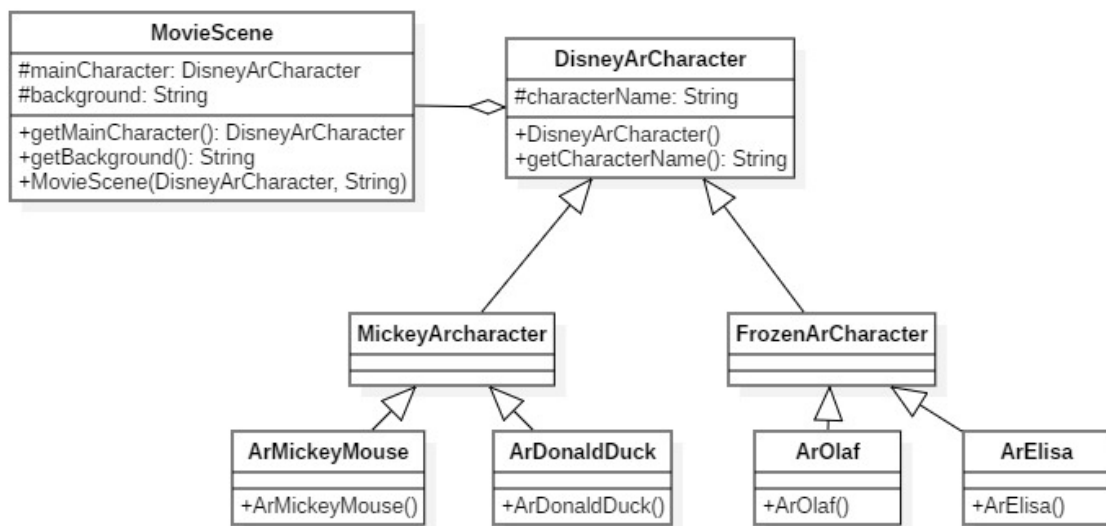 MovieScene
#mainCharacter: DisneyArCharacter
#background: String
+getMainCharacter(): DisneyArCharacter
+getBackground(): String
+MovieScene(DisneyArCharacter, String)
DisneyArCharacter
#characterName: String
+DisneyArCharacter()
+getCharacterName(): String
MickeyArcharacter
FrozenArCharacter
ArMickeyMouse
+ArMickeyMouse()
ArDonaldDuck
+ArDonaldDuck()
ArOlaf
+ArOlaf()
ArElisa
+ArElisa()